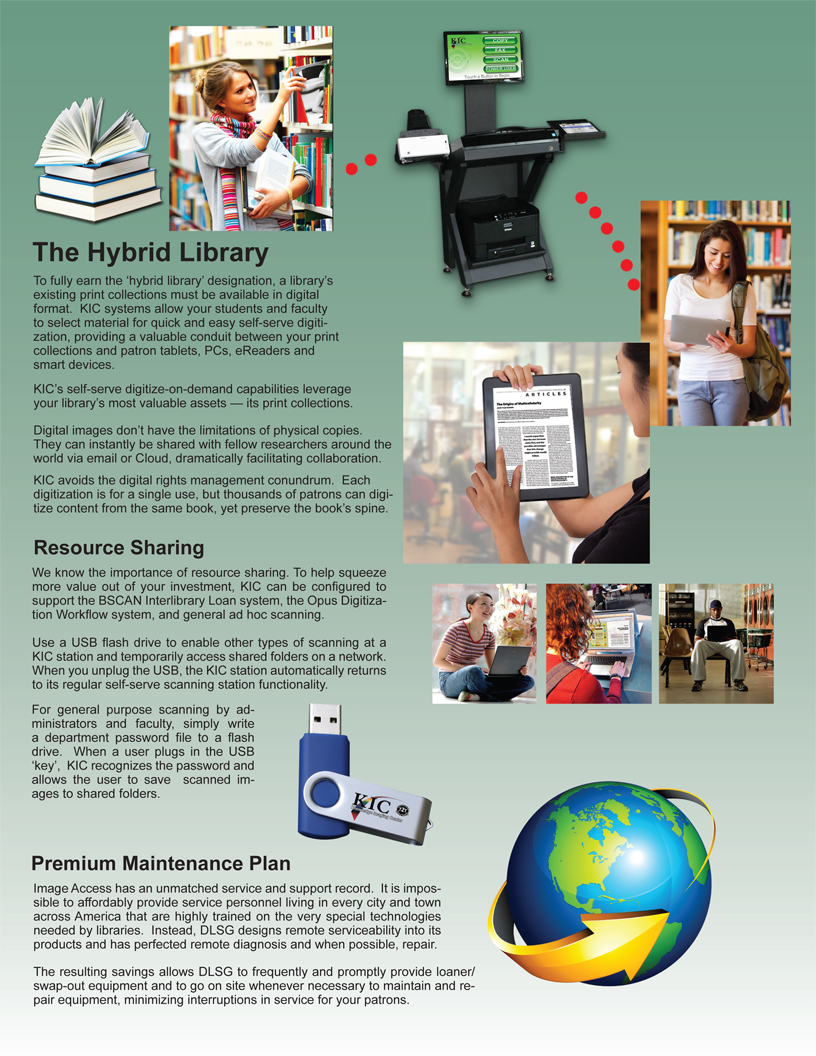 KIC
COPY
FAX
SCAN
Touch a Button to Begin
The Hybrid Library
To fully earn the ‘hybrid library’ designation, a library’s
existing print collections must be available in digital
format.  KIC systems allow your students and faculty
to select material for quick and easy self-serve digiti-
zation, providing a valuable conduit between your print
collections and patron tablets, PCs, eReaders and
smart devices.
KIC’s self-serve digitize-on-demand capabilities leverage
your library’s most valuable assets — its print collections.
Digital images don’t have the limitations of physical copies.
They can instantly be shared with fellow researchers around the
world via email or Cloud, dramatically facilitating collaboration.
KIC avoids the digital rights management conundrum.  Each
digitization is for a single use, but thousands of patrons can digi-
tize content from the same book, yet preserve the book’s spine.
ARTICLES
The Origins of Multicellularity
Resource Sharing
We know the importance of resource sharing. To help squeeze
more value out of your investment, KIC can be configured to
support the BSCAN Interlibrary Loan system, the Opus Digitiza-
tion Workflow system, and general ad hoc scanning.
Use a USB flash drive to enable other types of scanning at a
KIC station and temporarily access shared folders on a network.
When you unplug the USB, the KIC station automatically returns
to its regular self-serve scanning station functionality.
For general purpose scanning by ad-
ministrators and faculty, simply write
a department password file to a flash
drive.  When a user plugs in the USB
‘key’,  KIC recognizes the password and
allows the user to save  scanned im-
ages to shared folders.
KIC
Knowledge Imaging Center
Premium Maintenance Plan
Image Access has an unmatched service and support record.  It is impos-
sible to affordably provide service personnel living in every city and town
across America that are highly trained on the very special technologies
needed by libraries.  Instead, DLSG designs remote serviceability into its
products and has perfected remote diagnosis and when possible, repair.
The resulting savings allows DLSG to frequently and promptly provide loaner/
swap-out equipment and to go on site whenever necessary to maintain and re-
pair equipment, minimizing interruptions in service for your patrons.